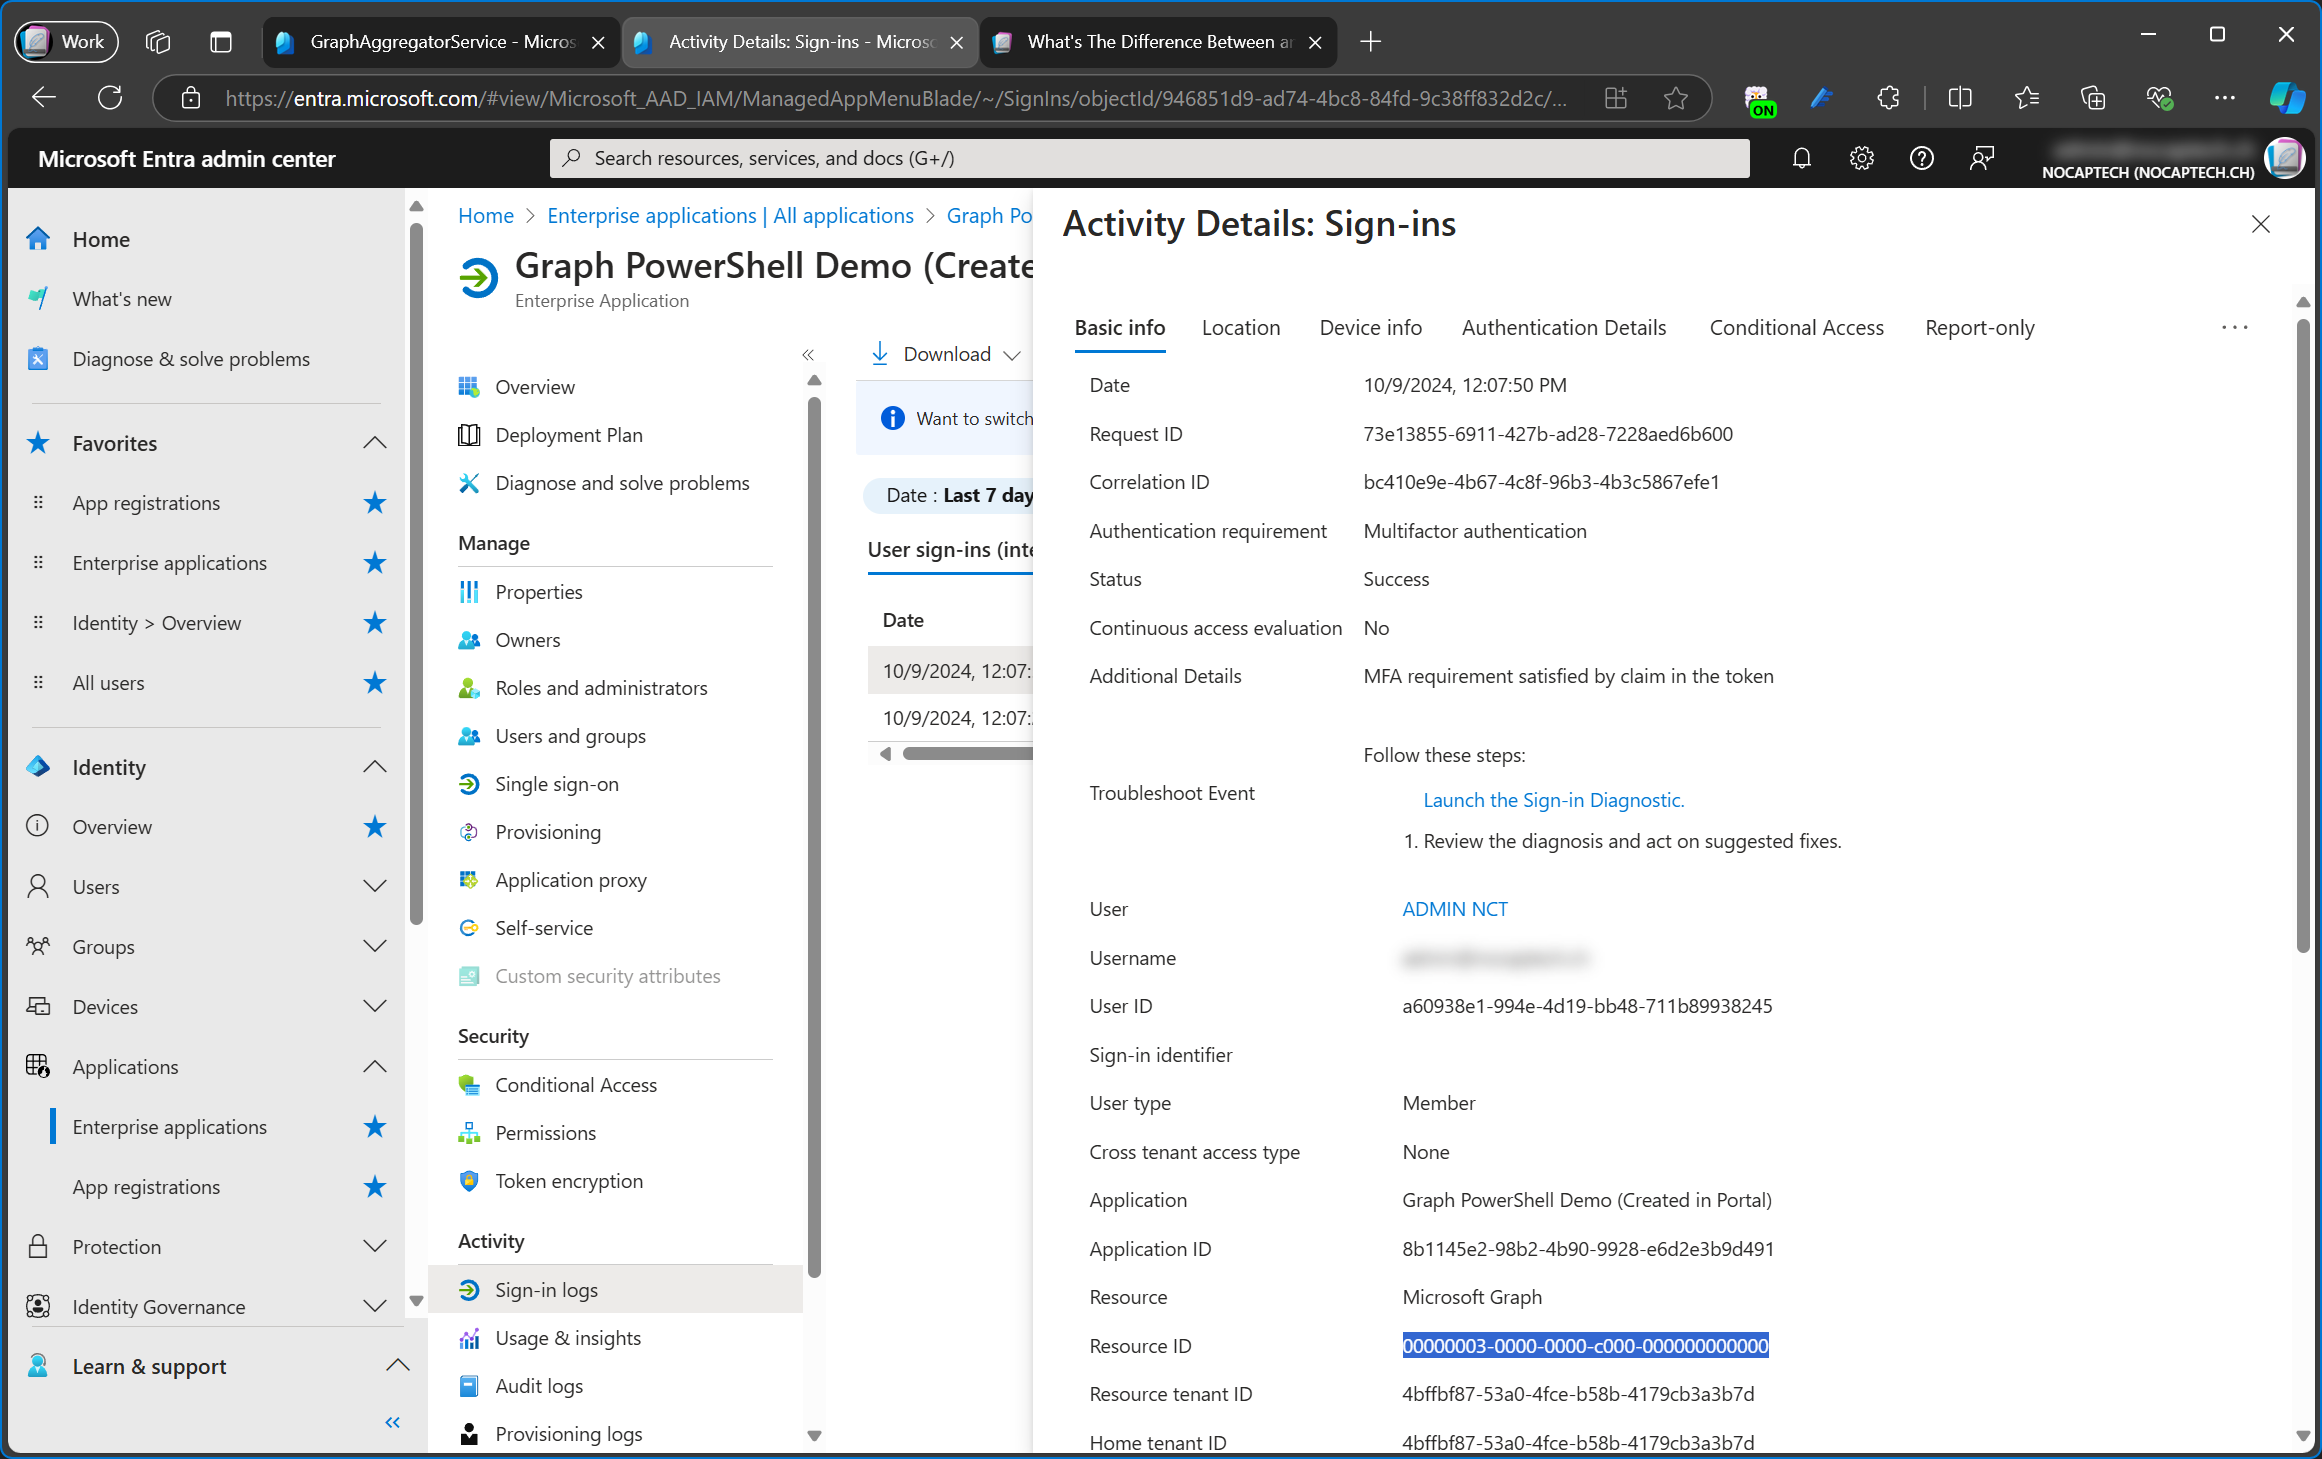 Work
GraphAggregatorService - Micros
Activity Details: Sign-ins - Microso
What's The Difference Between an
https://entra.microsoft.com/#view/Microsoft_AAD_IAM/ManagedAppMenuBlade/~/SignIns/objectId/946851d9-ad74-4bc8-84fd-9c38ff832d2c/...
ON
Microsoft Entra admin center
Search resources, services, and docs (G+/)
NOCAPTECH (NOCAPTECH.CH)
Home
What's new
Diagnose & solve problems
Favorites
App registrations
Enterprise applications
Identity > Overview
All users
Identity
Overview
Users
Groups
Devices
Applications
Enterprise applications
App registrations
Protection
Identity Governance
Learn & support
Home > Enterprise applications | All applications > Graph Po
Graph PowerShell Demo (Create
Enterprise Application
Overview
Deployment Plan
Diagnose and solve problems
Manage
Properties
Owners
Roles and administrators
Users and groups
Single sign-on
Provisioning
Application proxy
Self-service
Custom security attributes
Security
Conditional Access
Permissions
Token encryption
Activity
Sign-in logs
Usage & insights
Audit logs
Provisioning logs
Download
Want to switch
Date : Last 7 day
User sign-ins (inte
Date
10/9/2024, 12:07:
10/9/2024, 12:07:
Activity Details: Sign-ins
Basic info Location Device info Authentication Details Conditional Access Report-only
Date 10/9/2024, 12:07:50 PM
Request ID 73e13855-6911-427b-ad28-7228aed6b600
Correlation ID bc410e9e-4b67-4c8f-96b3-4b3c5867efe1
Authentication requirement Multifactor authentication
Status Success
Continuous access evaluation No
Additional Details MFA requirement satisfied by claim in the token
Follow these steps:
Troubleshoot Event
Launch the Sign-in Diagnostic.
1. Review the diagnosis and act on suggested fixes.
User ADMIN NCT
Username
User ID a60938e1-994e-4d19-bb48-711b89938245
Sign-in identifier
User type Member
Cross tenant access type None
Application Graph PowerShell Demo (Created in Portal)
Application ID 8b1145e2-98b2-4b90-9928-e6d2e3b9d491
Resource Microsoft Graph
Resource ID 00000003-0000-0000-c000-000000000000
Resource tenant ID 4bffbf87-53a0-4fce-b58b-4179cb3a3b7d
Home tenant ID 4bffbf87-53a0-4fce-b58b-4179cb3a3b7d